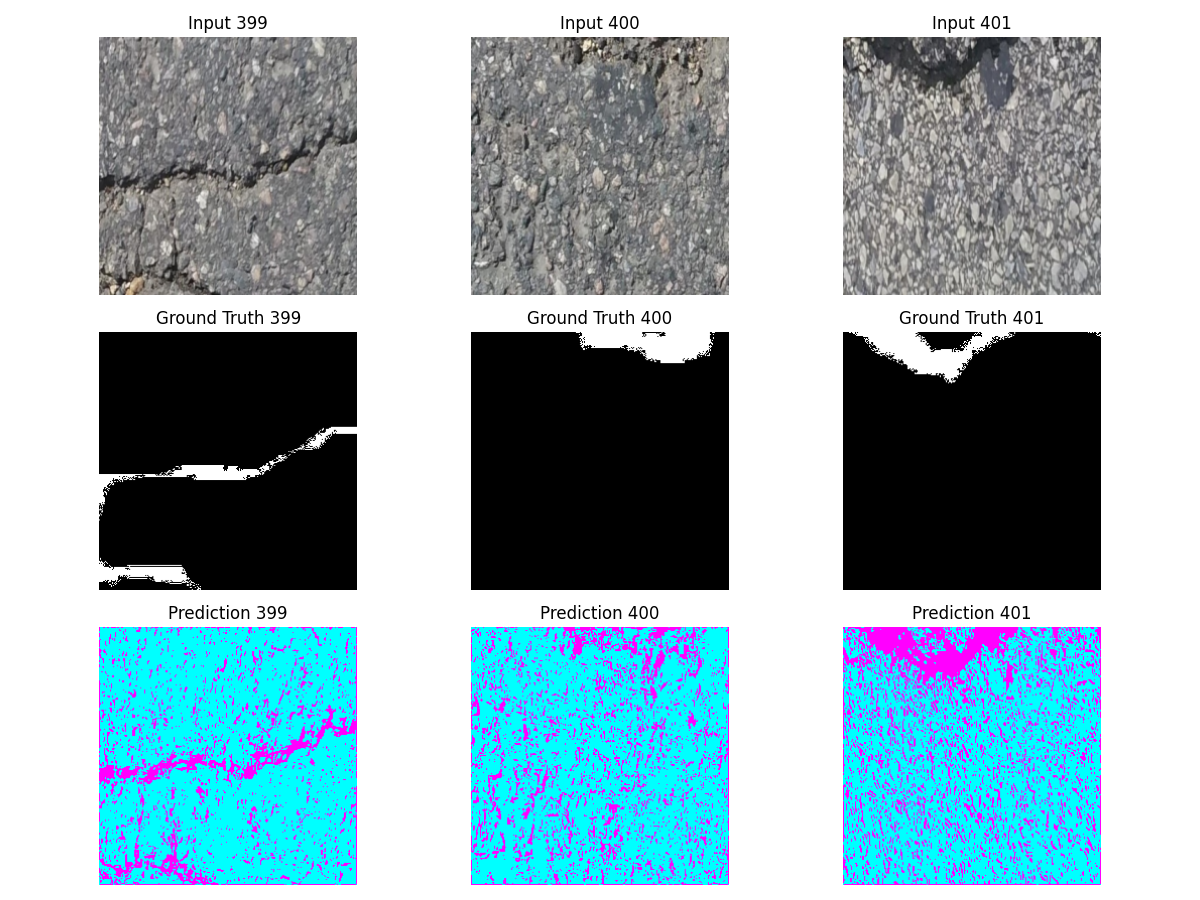 Input 399
Input 400
Input 401
Ground Truth 399
Ground Truth 400
Ground Truth 401
Prediction 399
Prediction 400
Prediction 401